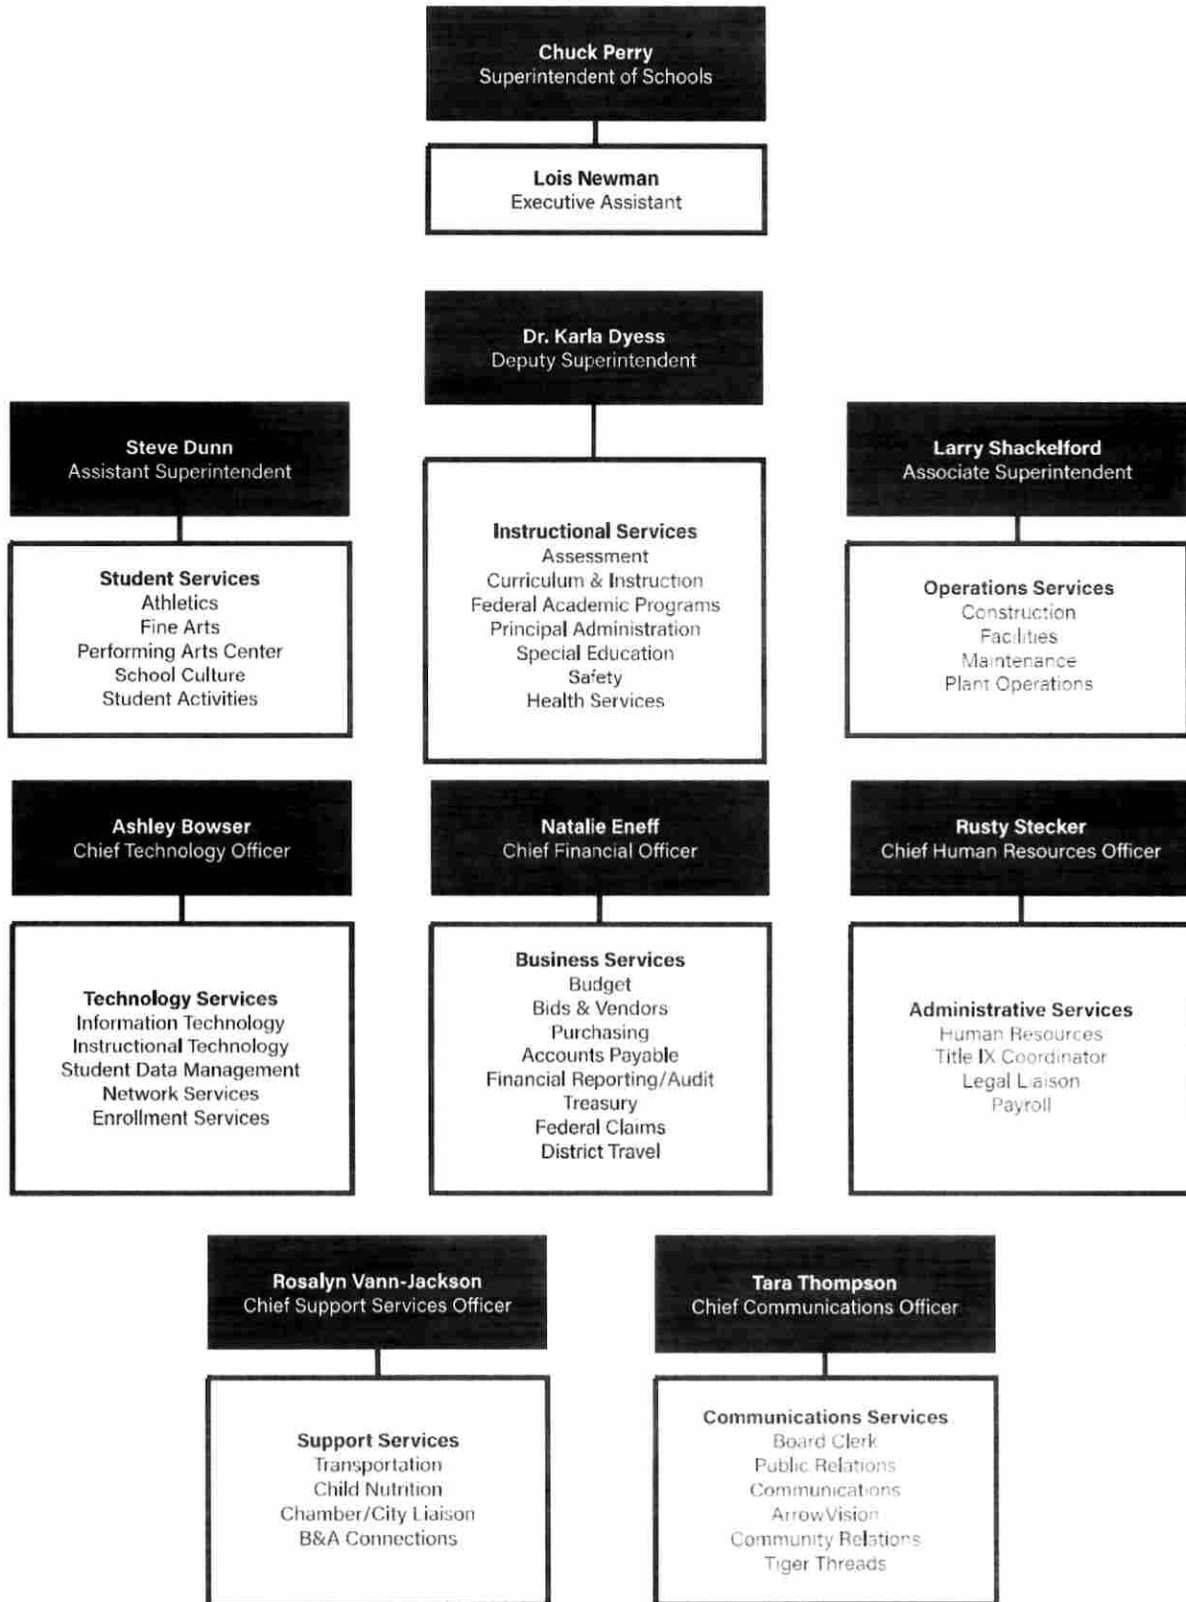 Chuck Perry
Superintendent of Schools
Lois Newman
Executive Assistant
Dr. Karla Dyess
Deputy Superintendent
Steve Dunn
Assistant Superintendent
Larry Shackelford
Associate Superintendent
Student Services
Athletics
Fine Arts
Performing Arts Center
School Culture
Student Activities
Instructional Services
Assessment
Curriculum & Instruction
Federal Academic Programs
Principal Administration
Special Education
Safety
Health Services
Operations Services
Construction
Facilities
Maintenance
Plant Operations
Ashley Bowser
Chief Technology Officer
Natalie Eneff
Chief Financial Officer
Rusty Stecker
Chief Human Resources Officer
Technology Services
Information Technology
Instructional Technology
Student Data Management
Network Services
Enrollment Services
Business Services
Budget
Bids & Vendors
Purchasing
Accounts Payable
Financial Reporting/Audit
Treasury
Federal Claims
District Travel
Administrative Services
Human Resources
Title IX Coordinator
Legal Liaison
Payroll
Rosalyn Vann-Jackson
Chief Support Services Officer
Tara Thompson
Chief Communications Officer
Support Services
Transportation
Child Nutrition
Chamber/City Liaison
B&A Connections
Communications Services
Board Clerk
Public Relations
Communications
ArrowVision
Community Relations
Tiger Threads